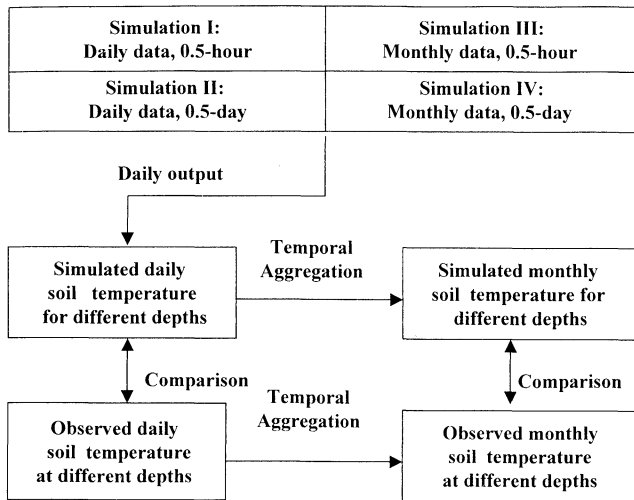 Simulation I:
Daily data, 0.5-hour
Simulation III:
Monthly data, 0.5-hour
Simulation II:
Daily data, 0.5-day
Simulation IV:
Monthly data, 0.5-day
Daily output
Simulated daily
soil temperature
for different depths
Temporal
Aggregation
Simulated monthly
soil temperature for
different depths
Comparison
Comparison
Observed daily
soil temperature
at different depths
Temporal
Aggregation
Observed monthly
soil temperature
at different depths